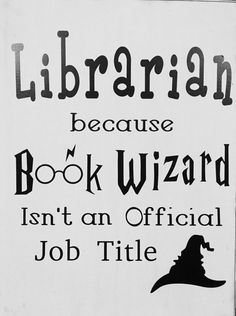 Librarian
because
Book Wizard
Isn't an Official
Job Title